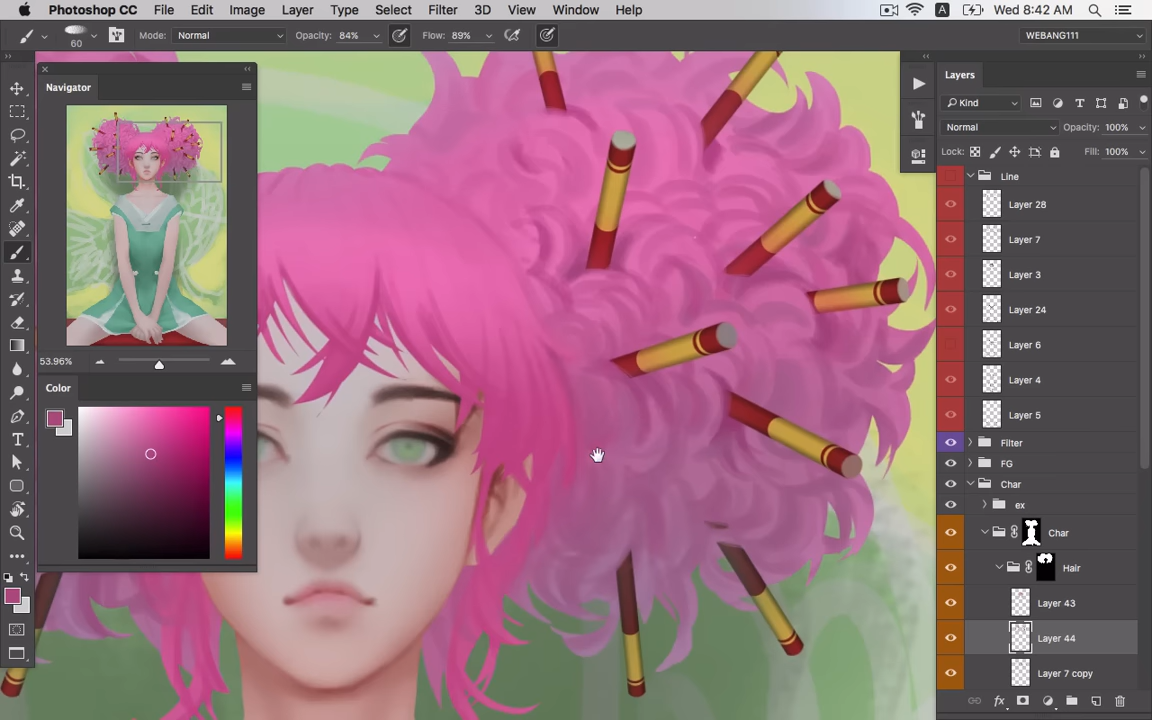 Photoshop CC File Edit Image Layer Type Select Filter 3D View Window Help A Wed 8:42 AM
60 Mode: Normal Opacity: 84% Flow: 89% WEBANG111
Navigator
53.96%
Color
T
Layers
Kind T
Normal Opacity: 100%
Lock: Fill: 100%
Line
Layer 28
Layer 7
Layer 3
Layer 24
Layer 6
Layer 4
Layer 5
Filter
FG
Char
ex
Char
Hair
Layer 43
Layer 44
Layer 7 copy
fx